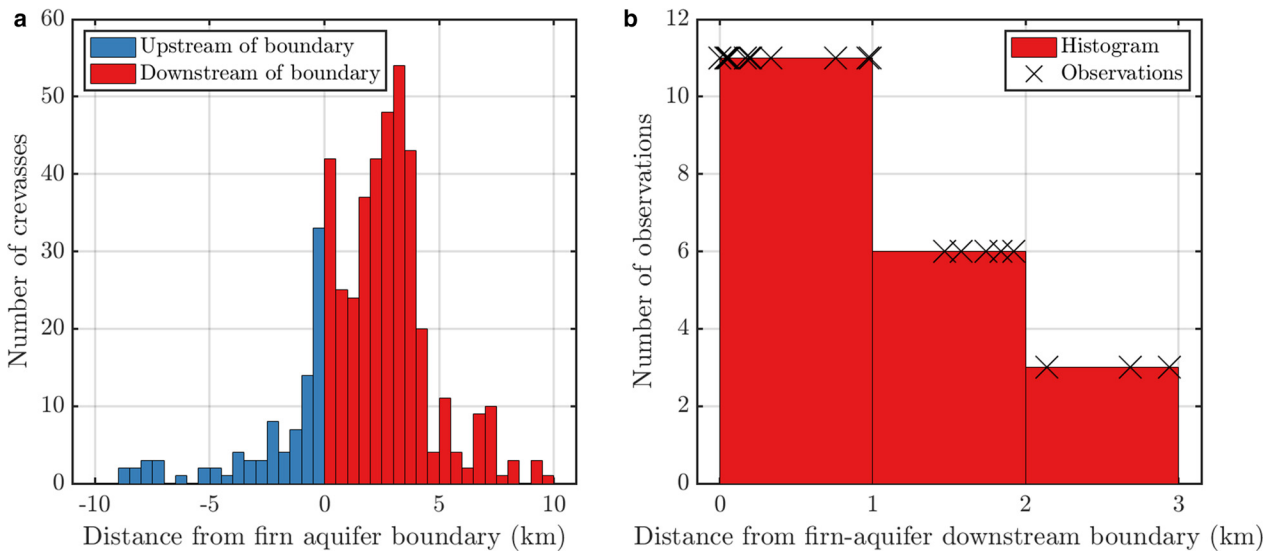 a
60
50
40
30
20
10
0
Number of crevasses
Upstream of boundary
Downstream of boundary
-10 -5 0 5 10
Distance from firn aquifer boundary (km)
b
12
10
8
6
4
2
0
Number of observations
Histogram
Observations
0 1 2 3
Distance from firn-aquifer downstream boundary (km)